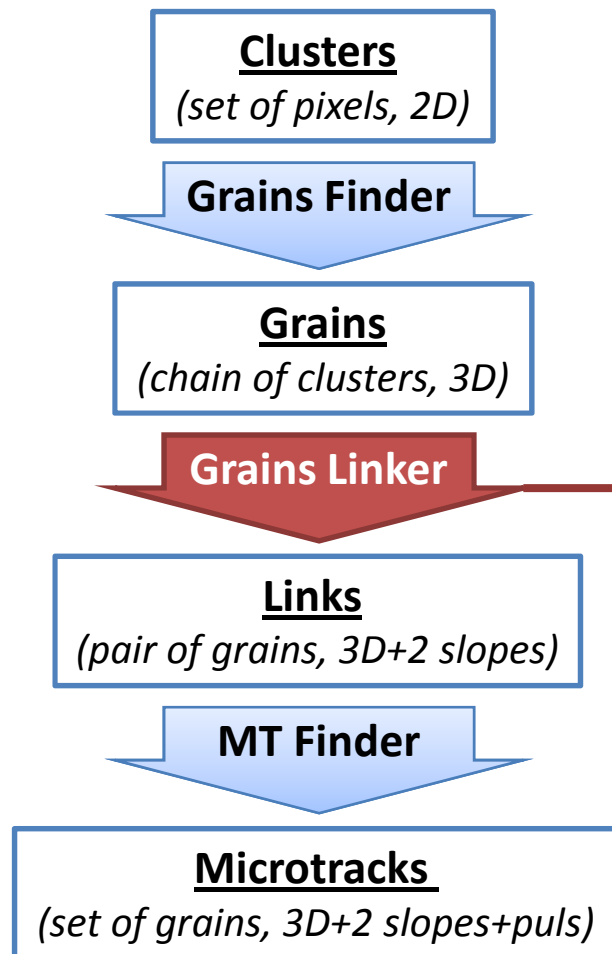 Clusters
(set of pixels, 2D)
Grains Finder
Grains
(chain of clusters, 3D)
Grains Linker
Links
(pair of grains, 3D+2 slopes)
MT Finder
Microtracks
(set of grains, 3D+2 slopes+puls)